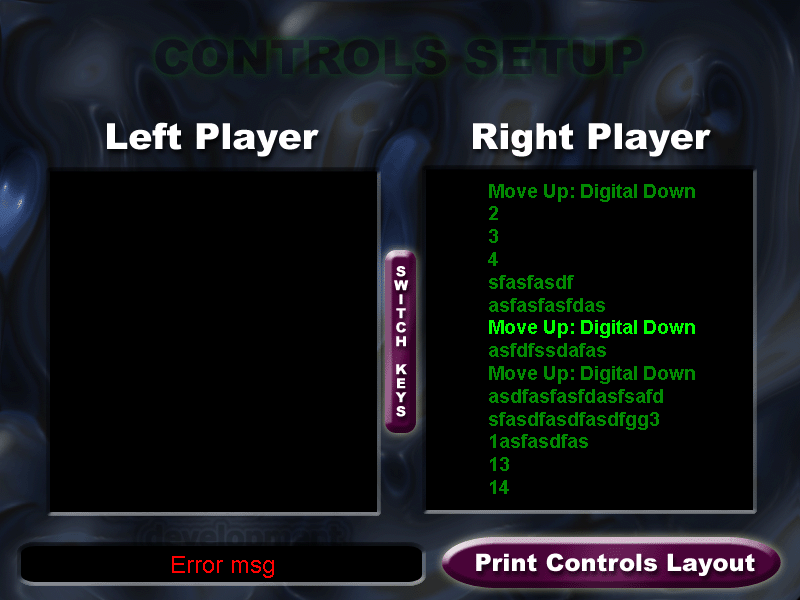 CONTROLS SETUP
Left Player
Right Player
Move Up: Digital Down
2
3
4
sfasfasdf
asfasfasfdas
Move Up: Digital Down
asfdfssdafas
Move Up: Digital Down
asdfasfasfdasfsafd
sfasdfasdfasdfgg3
1asfasdfas
13
14
SWITCH KEYS
development
Error msg
Print Controls Layout